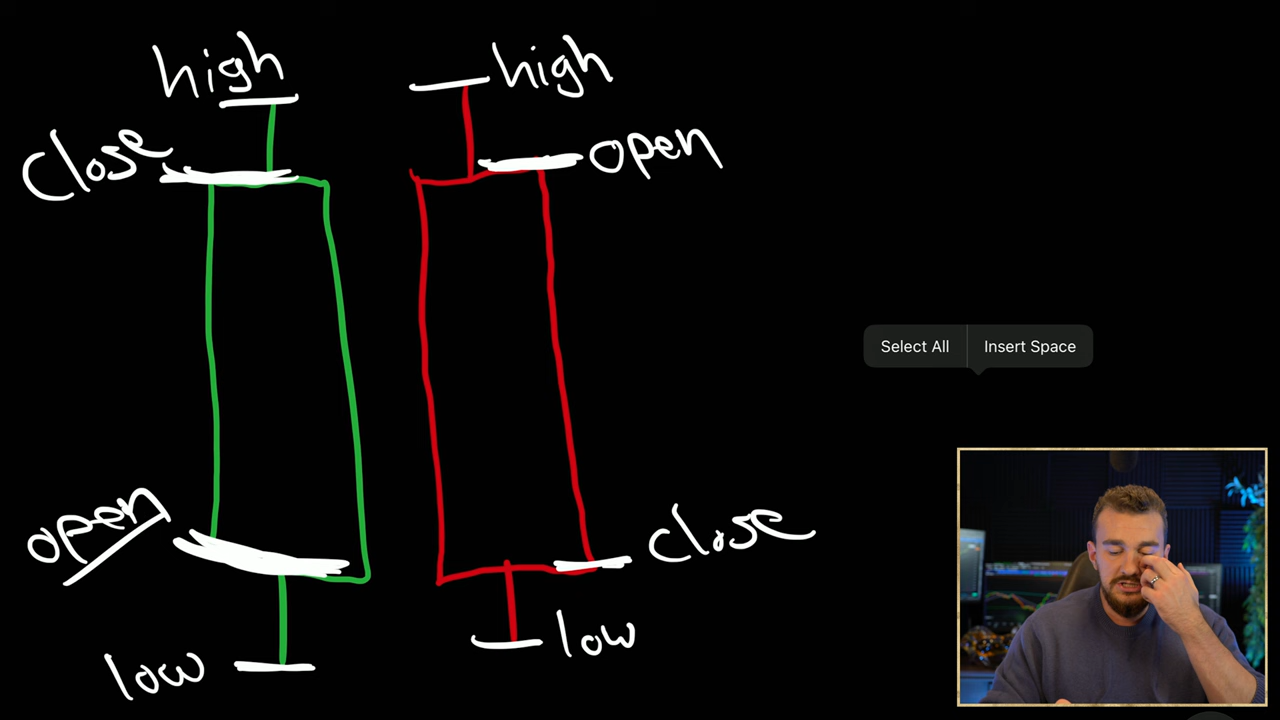 high
high
Close
open
Select All
Insert Space
open
close
low
low